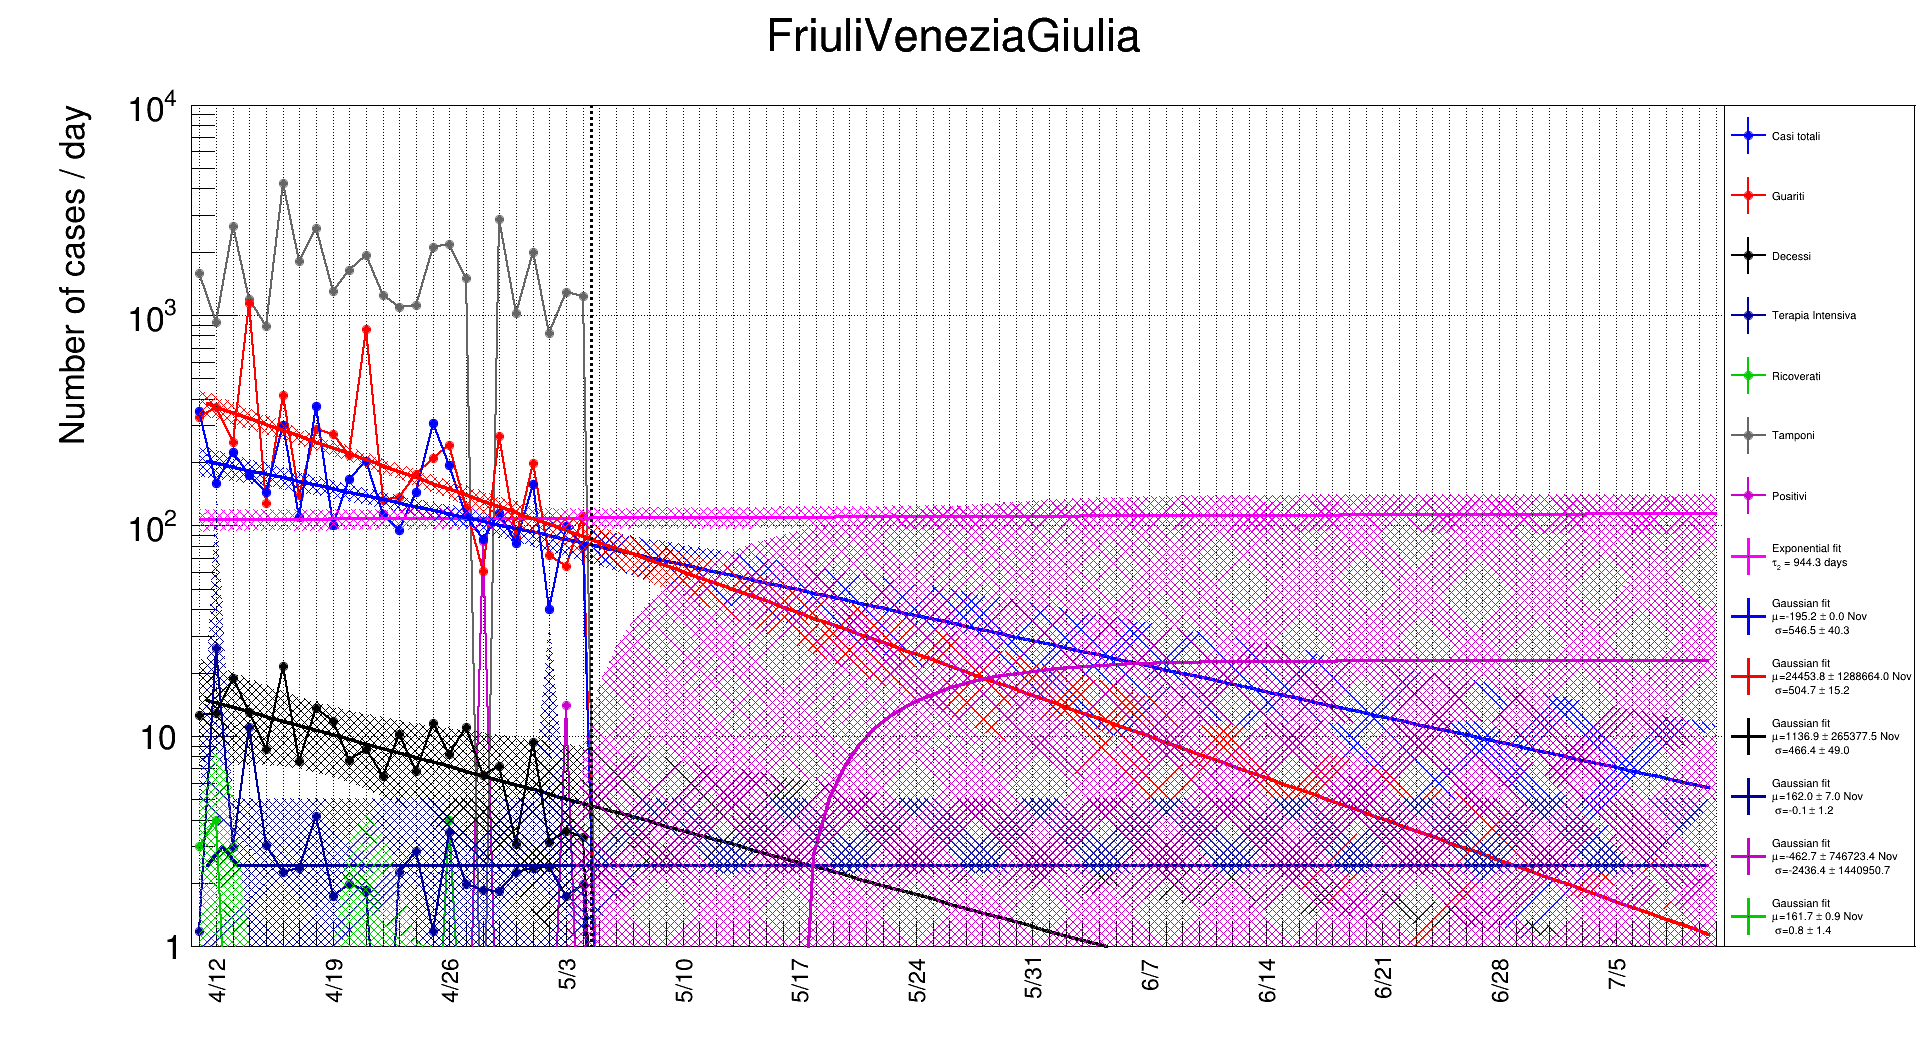 FriuliVeneziaGiulia
Number of cases / day
10^4
10^3
10^2
10
1
4/12
4/19
4/26
5/3
5/10
5/17
5/24
5/31
6/7
6/14
6/21
6/28
7/5
Casi totali
Guariti
Decessi
Terapia Intensiva
Ricoverati
Tamponi
Positivi
Exponential fit
τ₂ = 944.3 days
Gaussian fit
μ=-195.2 ± 0.0 Nov
σ=546.5 ± 40.3
Gaussian fit
μ=24453.8 ± 1288664.0 Nov
σ=504.7 ± 15.2
Gaussian fit
μ=1136.9 ± 265377.5 Nov
σ=466.4 ± 49.0
Gaussian fit
μ=162.0 ± 7.0 Nov
σ=-0.1 ± 1.2
Gaussian fit
μ=-462.7 ± 746723.4 Nov
σ=-2436.4 ± 1440950.7
Gaussian fit
μ=161.7 ± 0.9 Nov
σ=0.8 ± 1.4